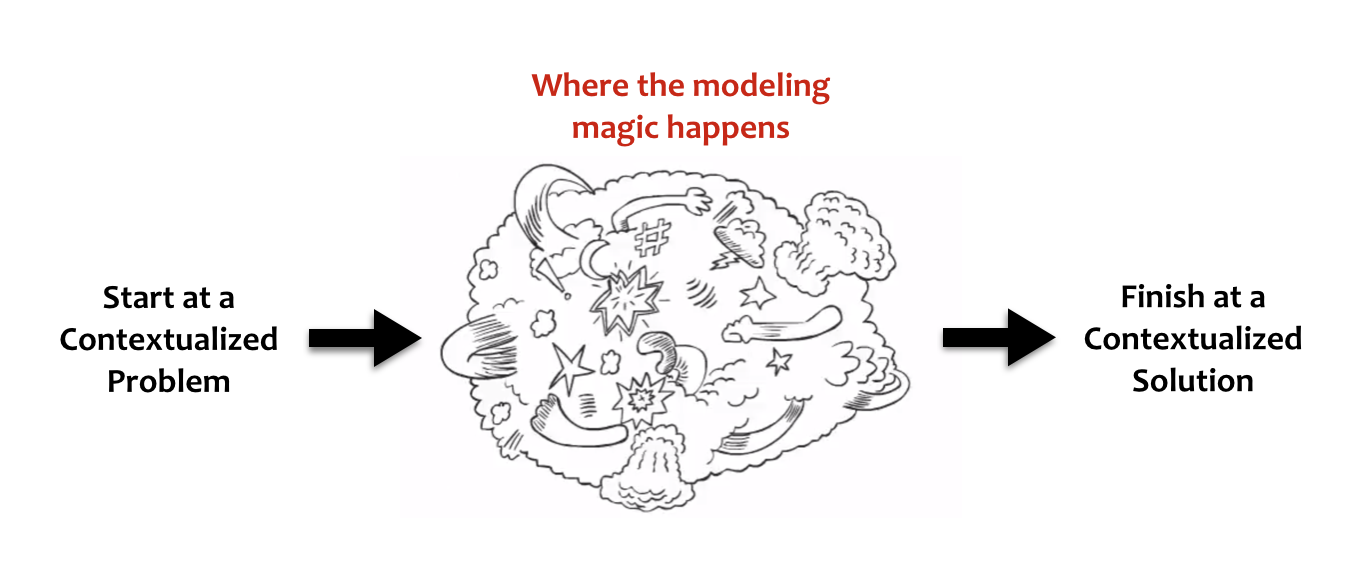 Where the modeling
magic happens
Start at a
Contextualized
Problem
#
!
Finish at a
Contextualized
Solution